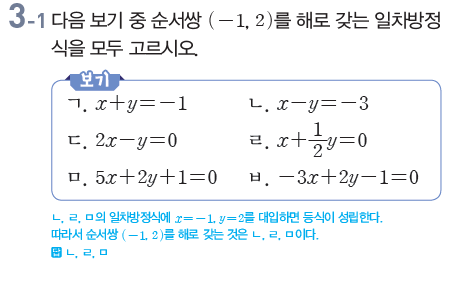 3-1 다음 보기 중 순서쌍 (−1, 2)를 해로 갖는 일차방정
식을 모두 고르시오.
보기
ㄱ. x+y=−1 ㄴ. x−y=−3
ㄷ. 2x−y=0 ㄹ. x+1/2y=0
ㅁ. 5x+2y+1=0 ㅂ. −3x+2y−1=0
ㄴ, ㄹ, ㅁ의 일차방정식에 x=−1, y=2를 대입하면 등식이 성립한다.
따라서 순서쌍 (−1, 2)를 해로 갖는 것은 ㄴ, ㄹ, ㅁ이다.
답 ㄴ, ㄹ, ㅁ